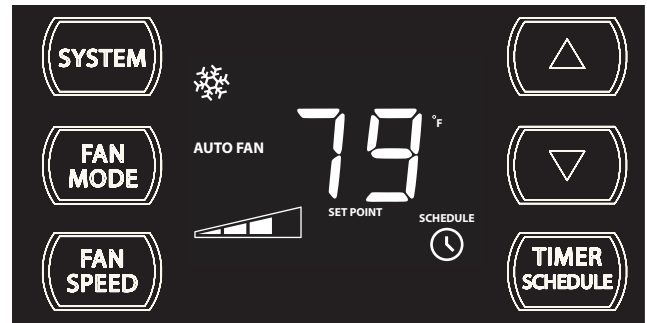 SYSTEM
FAN
MODE
FAN
SPEED
AUTO FAN
79 °F
SET POINT
SCHEDULE
TIMER
SCHEDULE